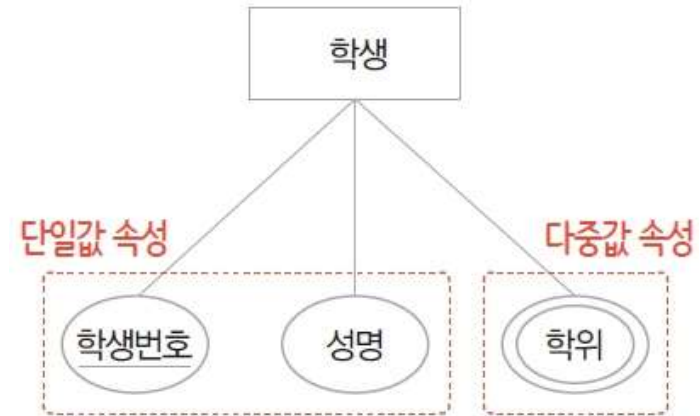 학생
단일값 속성
다중값 속성
학생번호
성명
학위